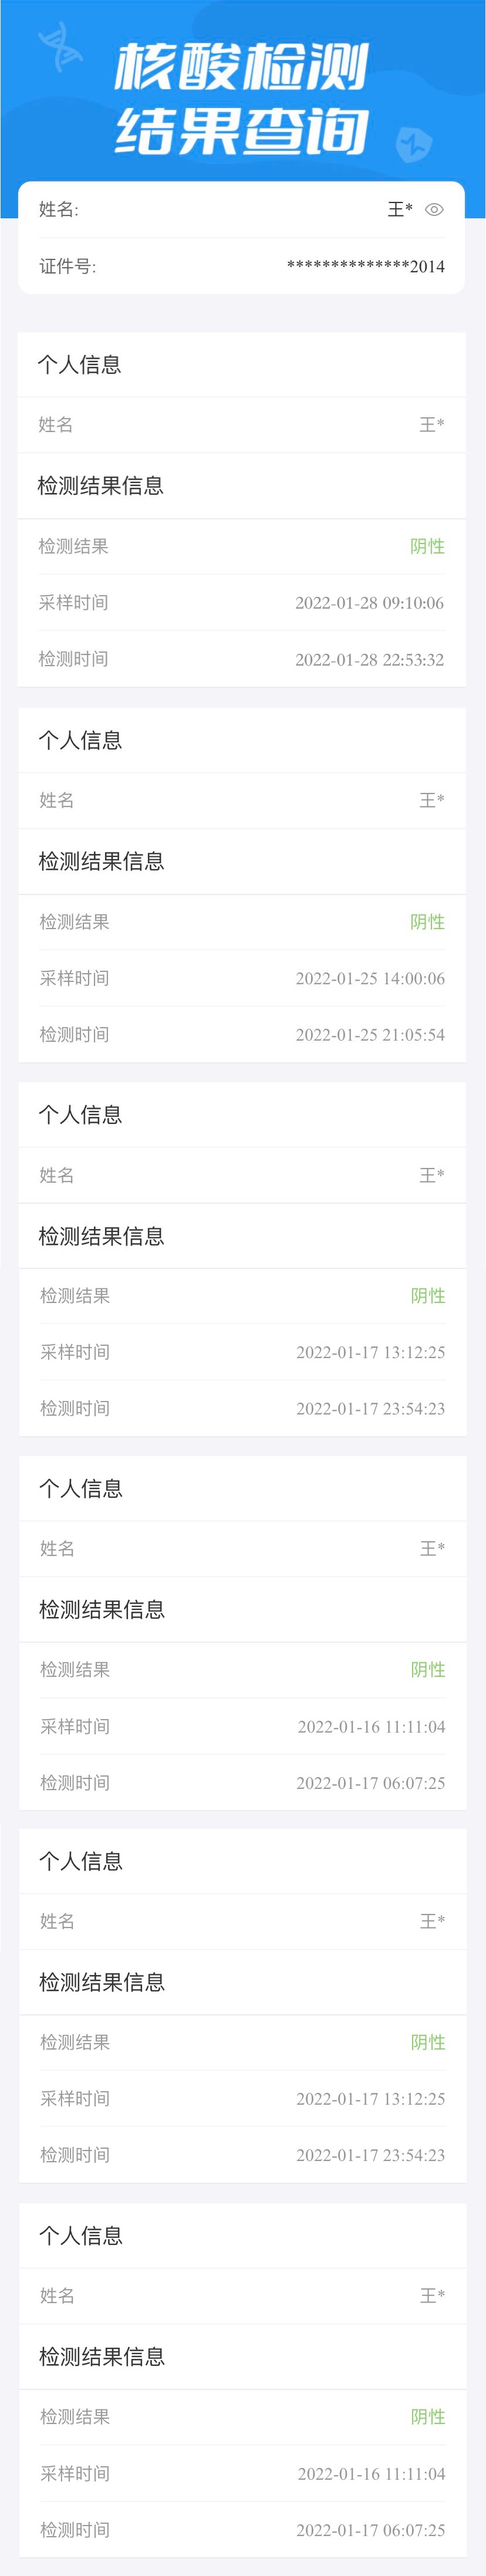 核酸检测
结果查询
姓名: 王*
证件号: **************2014
个人信息
姓名 王*
检测结果信息
检测结果 阴性
采样时间 2022-01-28 09:10:06
检测时间 2022-01-28 22:53:32
个人信息
姓名 王*
检测结果信息
检测结果 阴性
采样时间 2022-01-25 14:00:06
检测时间 2022-01-25 21:05:54
个人信息
姓名 王*
检测结果信息
检测结果 阴性
采样时间 2022-01-17 13:12:25
检测时间 2022-01-17 23:54:23
个人信息
姓名 王*
检测结果信息
检测结果 阴性
采样时间 2022-01-16 11:11:04
检测时间 2022-01-17 06:07:25
个人信息
姓名 王*
检测结果信息
检测结果 阴性
采样时间 2022-01-17 13:12:25
检测时间 2022-01-17 23:54:23
个人信息
姓名 王*
检测结果信息
检测结果 阴性
采样时间 2022-01-16 11:11:04
检测时间 2022-01-17 06:07:25